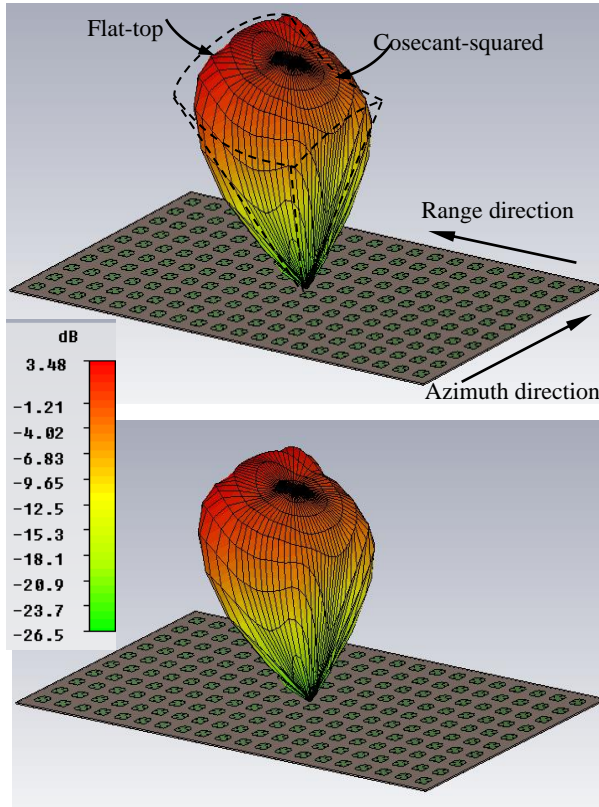 Flat-top
Cosecant-squared
Range direction
Azimuth direction
dB
3.48
-1.21
-4.02
-6.83
-9.65
-12.5
-15.3
-18.1
-20.9
-23.7
-26.5